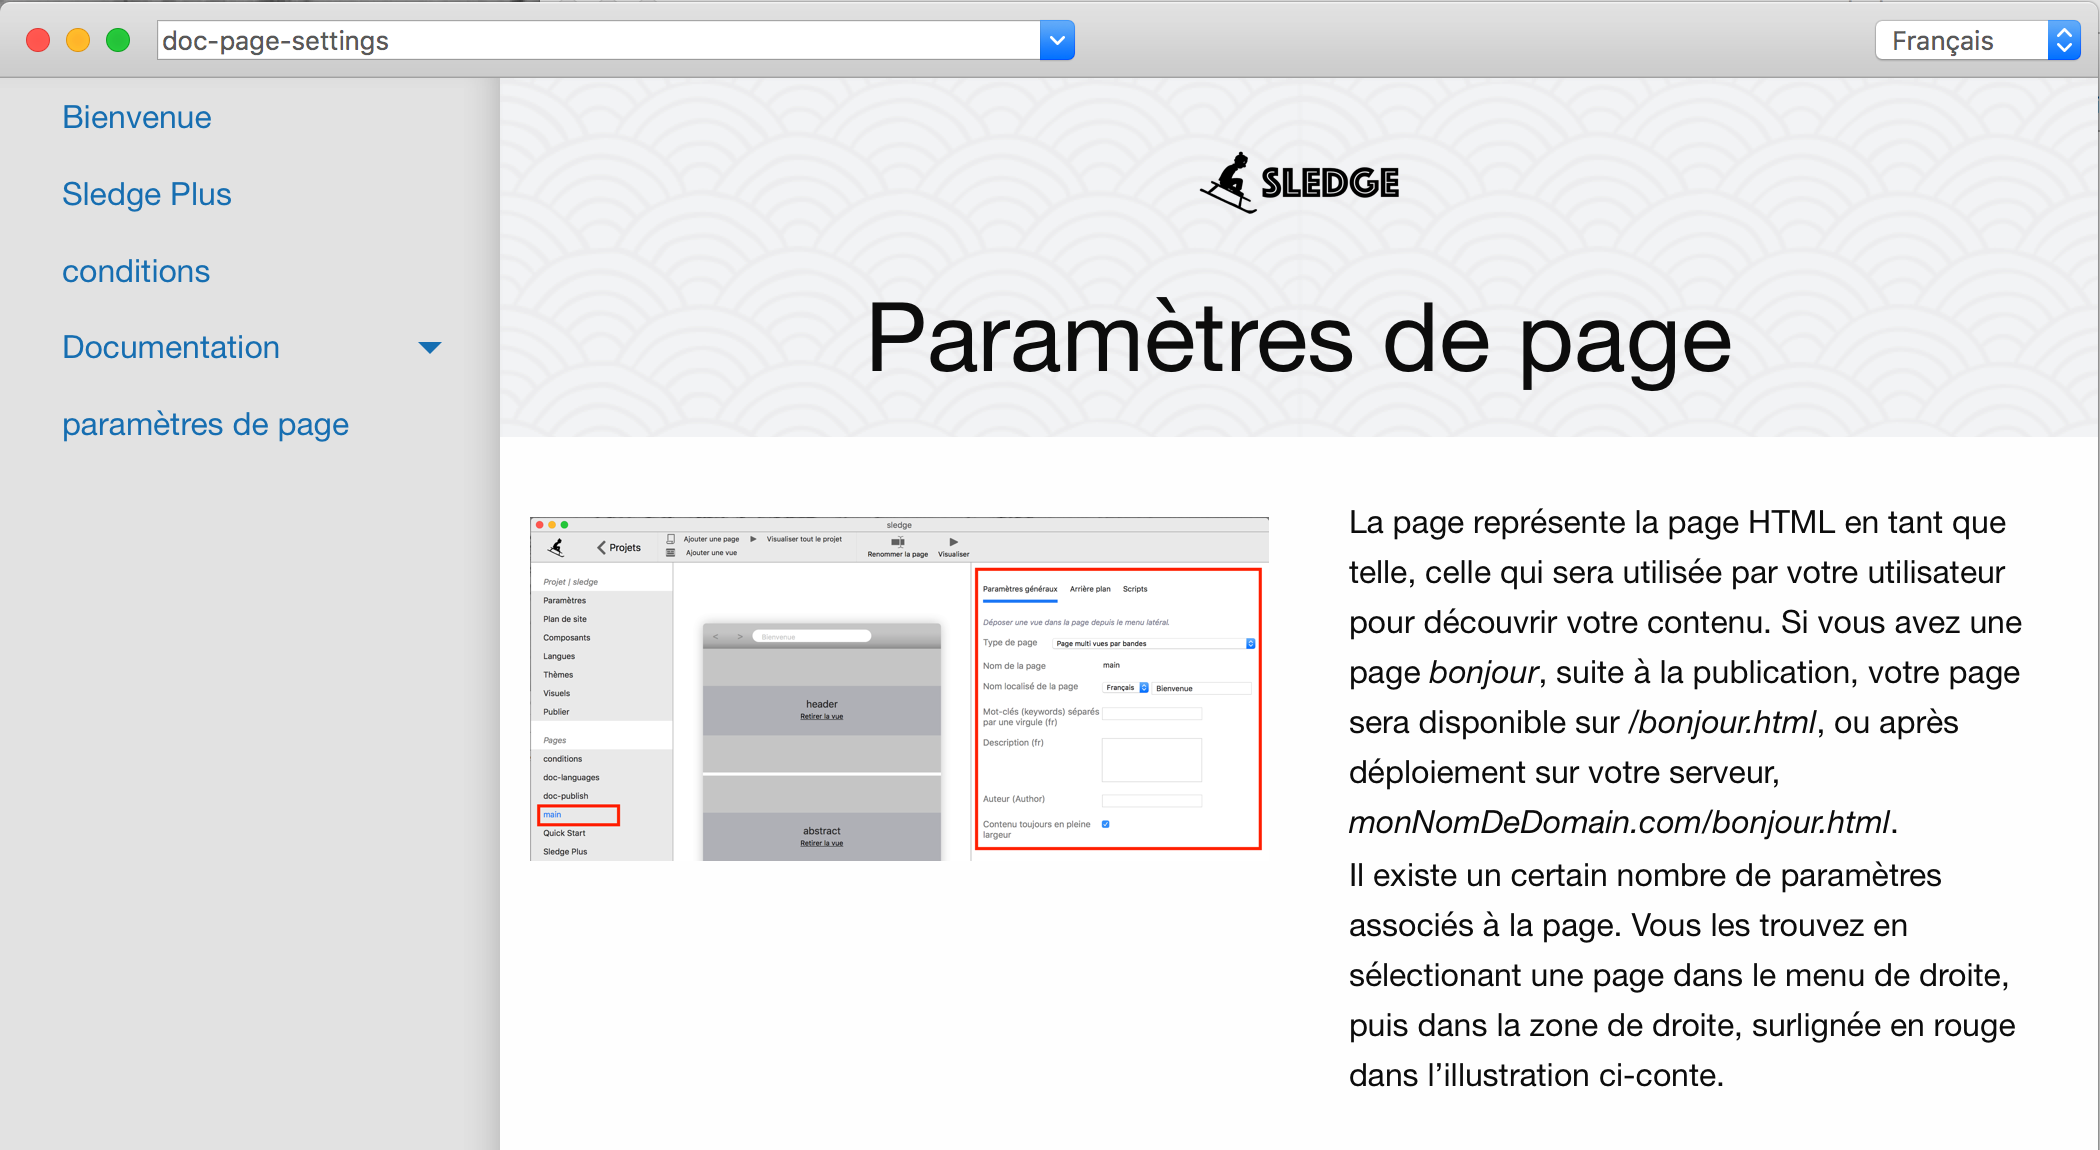 doc-page-settings
Français
Bienvenue
Sledge Plus
conditions
Documentation
paramètres de page
SLEDGE
Paramètres de page
sledge
Projets
Ajouter une page
Visualiser tout le projet
Ajouter une vue
Renommer la page
Visualiser
Projet | sledge
Paramètres
Plan de site
Composants
Langues
Thèmes
Visuels
Publier
Pages
conditions
doc-languages
doc-publish
main
Quick Start
Sledge Plus
< > Bienvenue
header
Retirer la vue
abstract
Retirer la vue
Paramètres généraux Arrière plan Scripts
Déposer une vue dans la page depuis le menu latéral.
Type de page Page multi vues par bandes
Nom de la page main
Nom localisé de la page Français Bienvenue
Mot-clés (keywords) séparés
par une virgule (fr)
Description (fr)
Auteur (Author)
Contenu toujours en pleine
largeur
La page représente la page HTML en tant que
telle, celle qui sera utilisée par votre utilisateur
pour découvrir votre contenu. Si vous avez une
page bonjour, suite à la publication, votre page
sera disponible sur /bonjour.html, ou après
déploiement sur votre serveur,
monNomDeDomain.com/bonjour.html.
Il existe un certain nombre de paramètres
associés à la page. Vous les trouvez en
sélectionant une page dans le menu de droite,
puis dans la zone de droite, surlignée en rouge
dans l’illustration ci-conte.